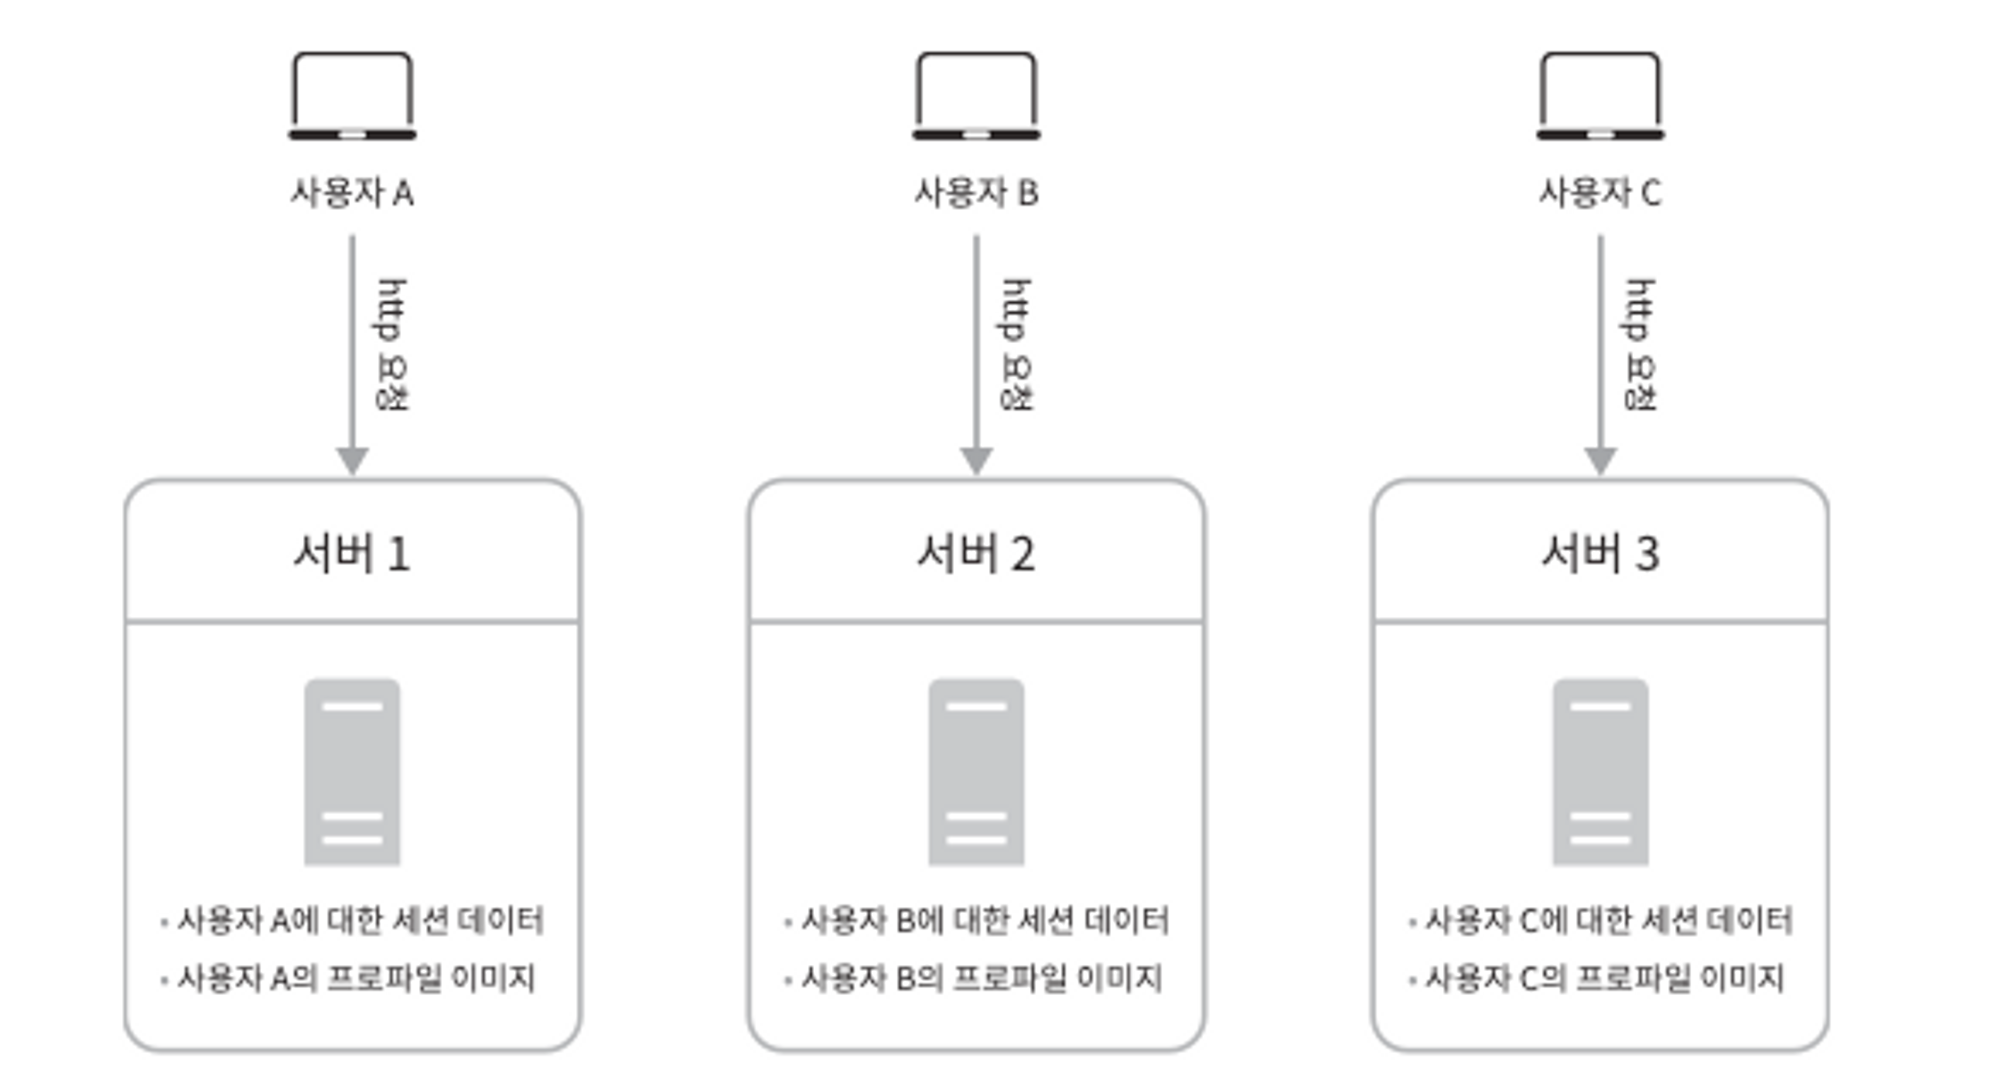 사용자 A
사용자 B
사용자 C
http 요청
http 요청
http 요청
서버 1
서버 2
서버 3
• 사용자 A에 대한 세션 데이터
• 사용자 A의 프로파일 이미지
• 사용자 B에 대한 세션 데이터
• 사용자 B의 프로파일 이미지
• 사용자 C에 대한 세션 데이터
• 사용자 C의 프로파일 이미지